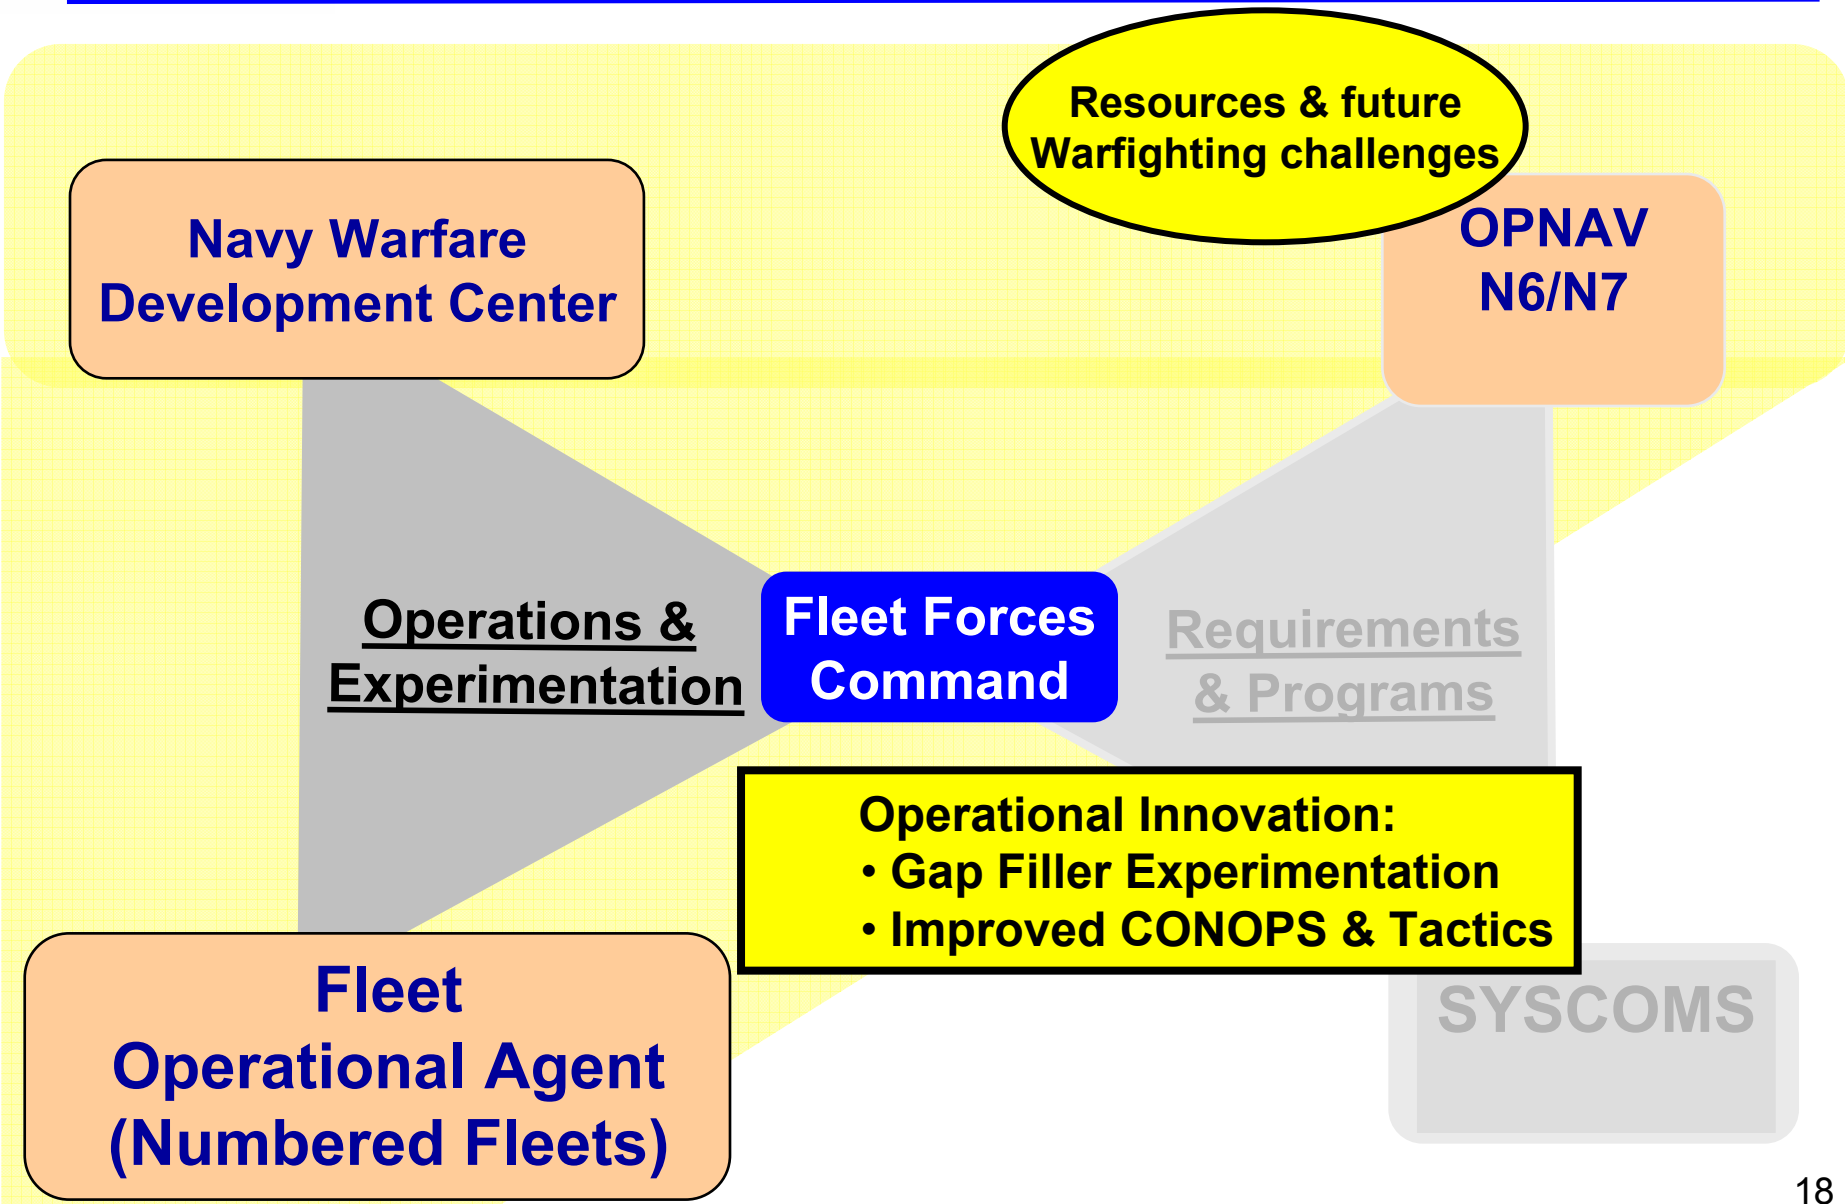 Resources & future
Warfighting challenges
Navy Warfare
Development Center
OPNAV
N6/N7
Operations &
Experimentation
Fleet Forces
Command
Requirements
& Programs
Operational Innovation:
• Gap Filler Experimentation
• Improved CONOPS & Tactics
Fleet
Operational Agent
(Numbered Fleets)
SYSCOMS
18